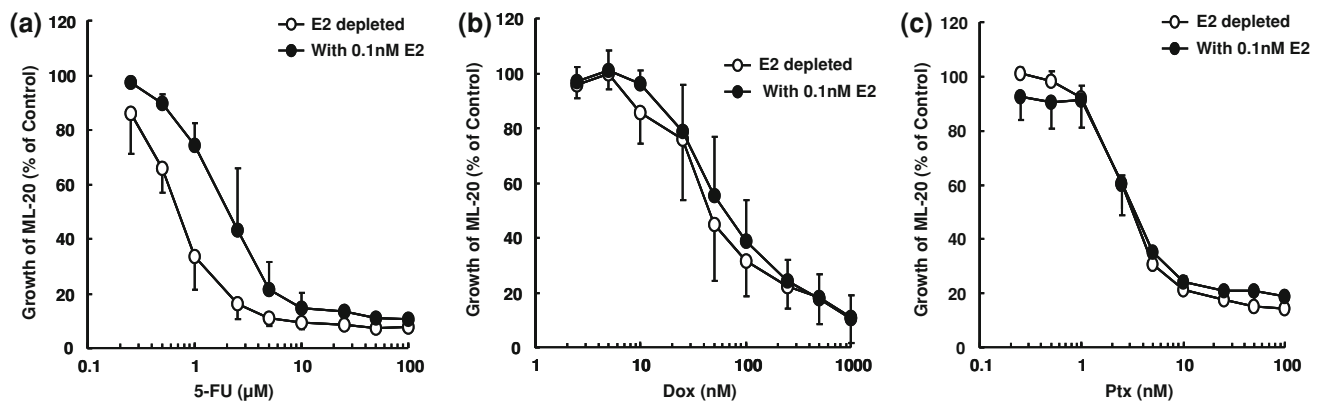 (a)
E2 depleted
With 0.1nM E2
Growth of ML-20 (% of Control)
120
100
80
60
40
20
0
0.1
1
10
100
5-FU (µM)
(b)
E2 depleted
With 0.1nM E2
Growth of ML-20 (% of Control)
120
100
80
60
40
20
0
1
10
100
1000
Dox (nM)
(c)
E2 depleted
With 0.1nM E2
Growth of ML-20 (% of Control)
120
100
80
60
40
20
0
0.1
1
10
100
Ptx (nM)